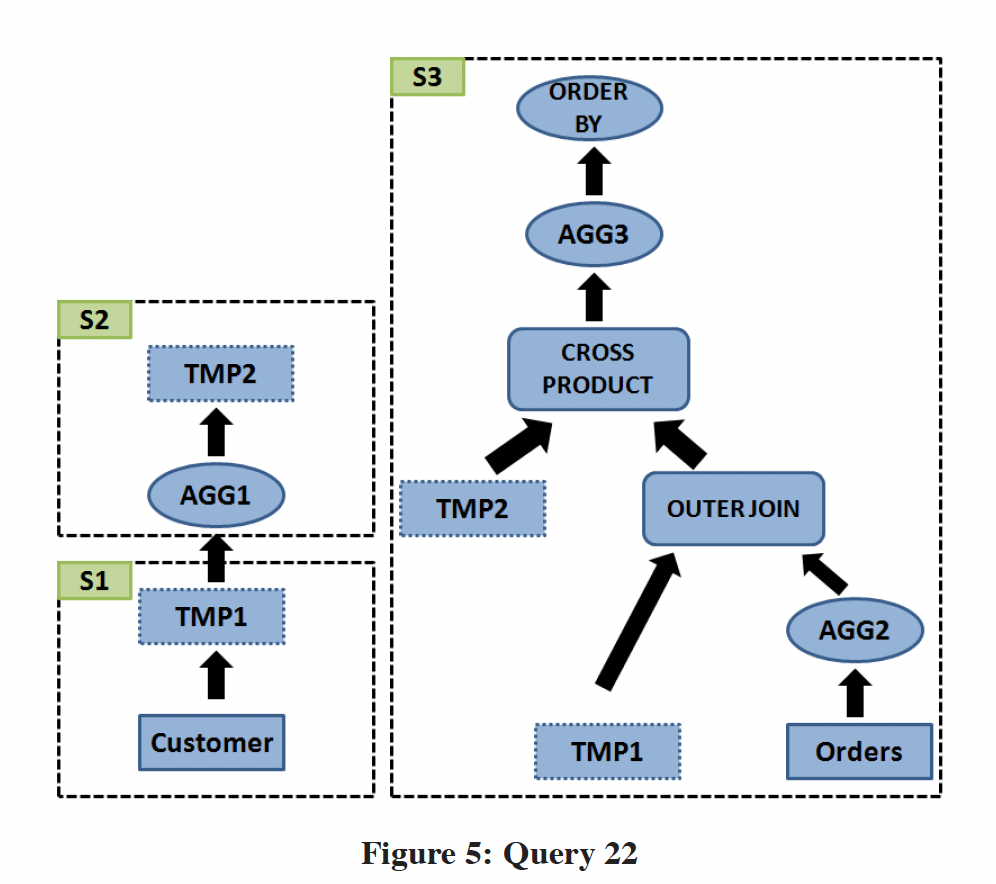 S3
ORDER
BY
AGG3
CROSS
PRODUCT
TMP2
OUTER JOIN
AGG2
TMP1
Orders
S2
TMP2
AGG1
S1
TMP1
Customer
Figure 5: Query 22